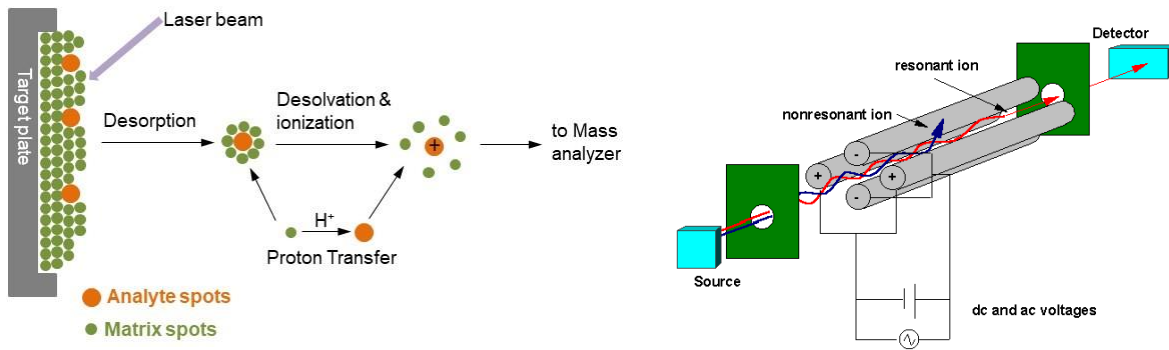 Laser beam
Target plate
Desorption
Desolvation &
ionization
+
to Mass
analyzer
H⁺
Proton Transfer
Analyte spots
Matrix spots
Detector
resonant ion
nonresonant ion
-
+
+
-
Source
dc and ac voltages